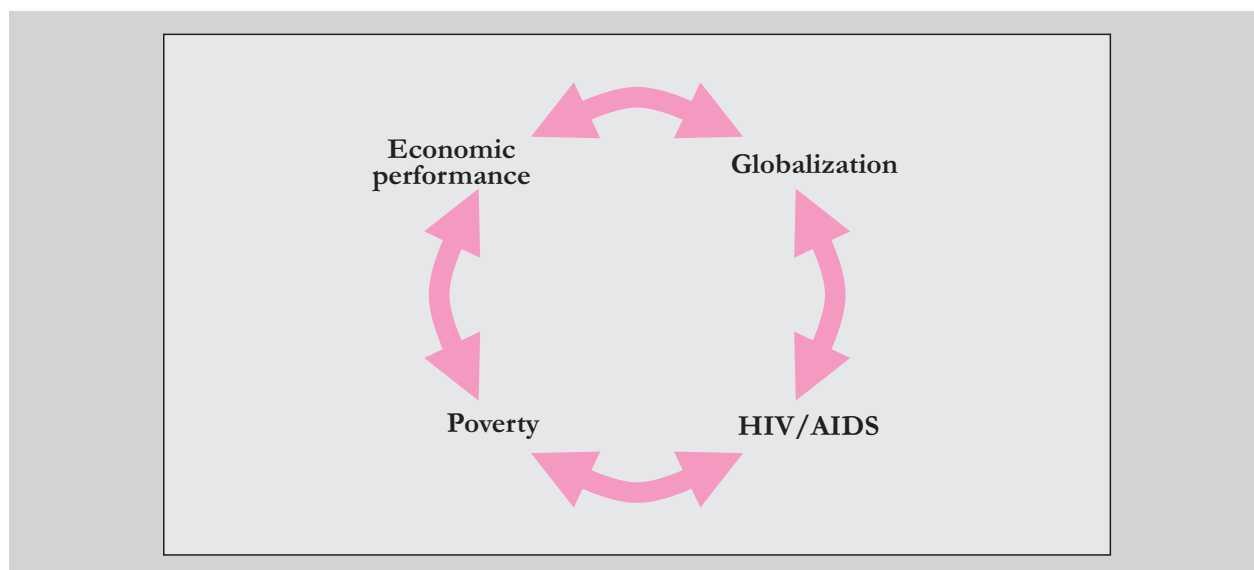 Economic
performance
Globalization
Poverty
HIV/AIDS